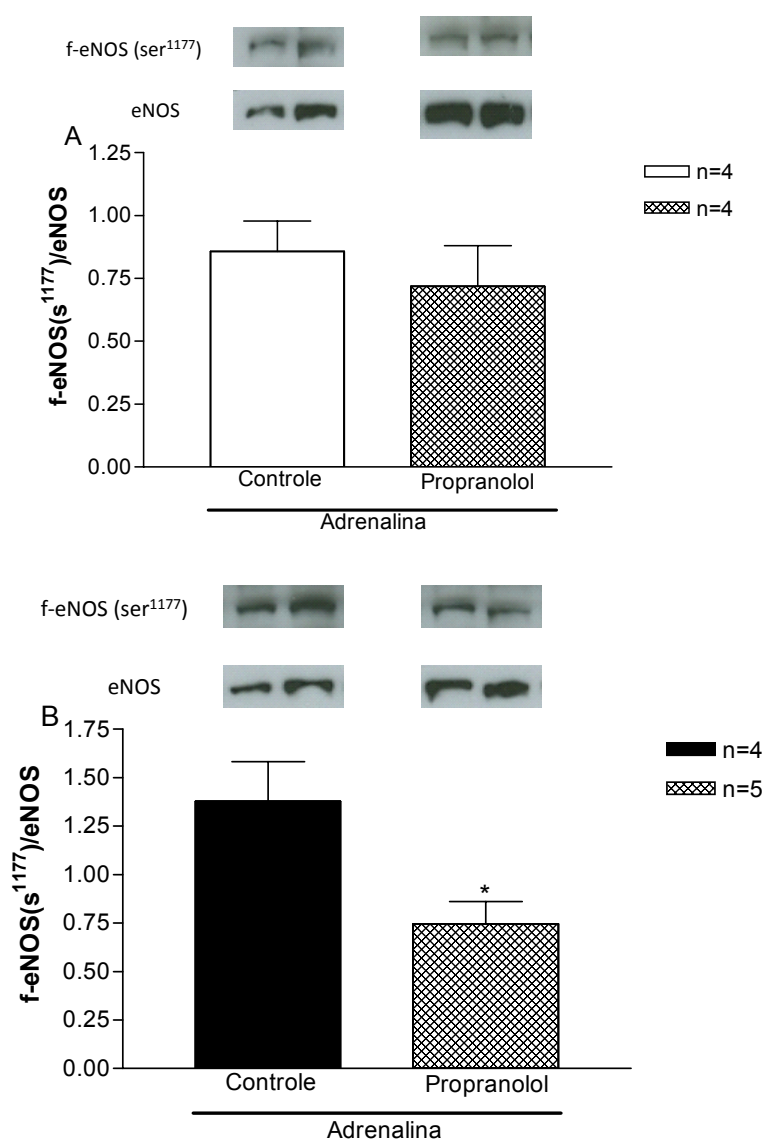 f-eNOS (ser¹¹⁷⁷)
eNOS
A
1.25
1.00
0.75
0.50
0.25
0.00
f-eNOS(s¹¹⁷⁷)/eNOS
n=4
n=4
Controle Propranolol
Adrenalina
f-eNOS (ser¹¹⁷⁷)
eNOS
B
1.75
1.50
1.25
1.00
0.75
0.50
0.25
0.00
f-eNOS(s¹¹⁷⁷)/eNOS
*
n=4
n=5
Controle Propranolol
Adrenalina